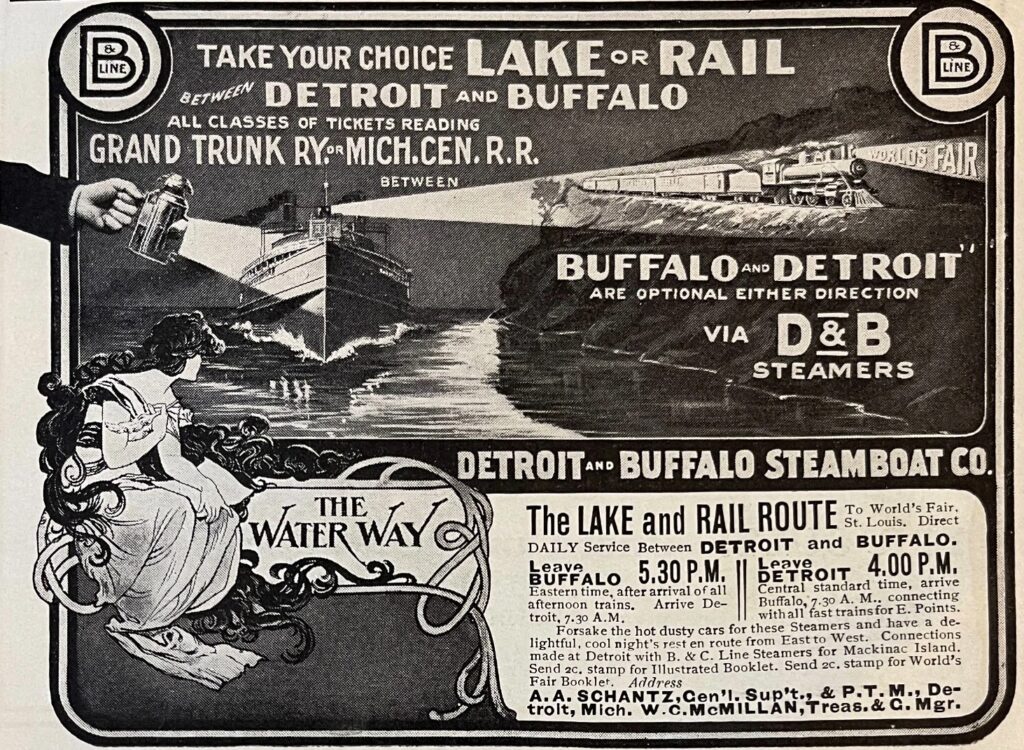 D & B LINE
D & B LINE
TAKE YOUR CHOICE LAKE OR RAIL
BETWEEN DETROIT AND BUFFALO
ALL CLASSES OF TICKETS READING
GRAND TRUNK RY. OR MICH. CEN. R.R.
BETWEEN
WORLDS FAIR
BUFFALO AND DETROIT"
ARE OPTIONAL EITHER DIRECTION
VIA D & B
STEAMERS
DETROIT AND BUFFALO STEAMBOAT CO.
THE
WATER WAY
The LAKE and RAIL ROUTE To World's Fair,
St. Louis. Direct
DAILY Service Between DETROIT and BUFFALO.
Leave
BUFFALO 5.30 P.M.
Eastern time, after arrival of all
afternoon trains. Arrive De-
troit, 7.30 A.M.
Leave
DETROIT 4.00 P.M.
Central standard time, arrive
Buffalo, 7.30 A. M., connecting
with all fast trains for E. Points.
Forsake the hot dusty cars for these Steamers and have a de-
lightful, cool night's rest en route from East to West. Connections
made at Detroit with B. & C. Line Steamers for Mackinac Island.
Send 2c. stamp for Illustrated Booklet. Send 2c. stamp for World's
Fair Booklet. Address
A. A. SCHANTZ, Gen'l. Sup't., & P. T. M., De-
troit, Mich. W. C. McMILLAN, Treas. & G. Mgr.